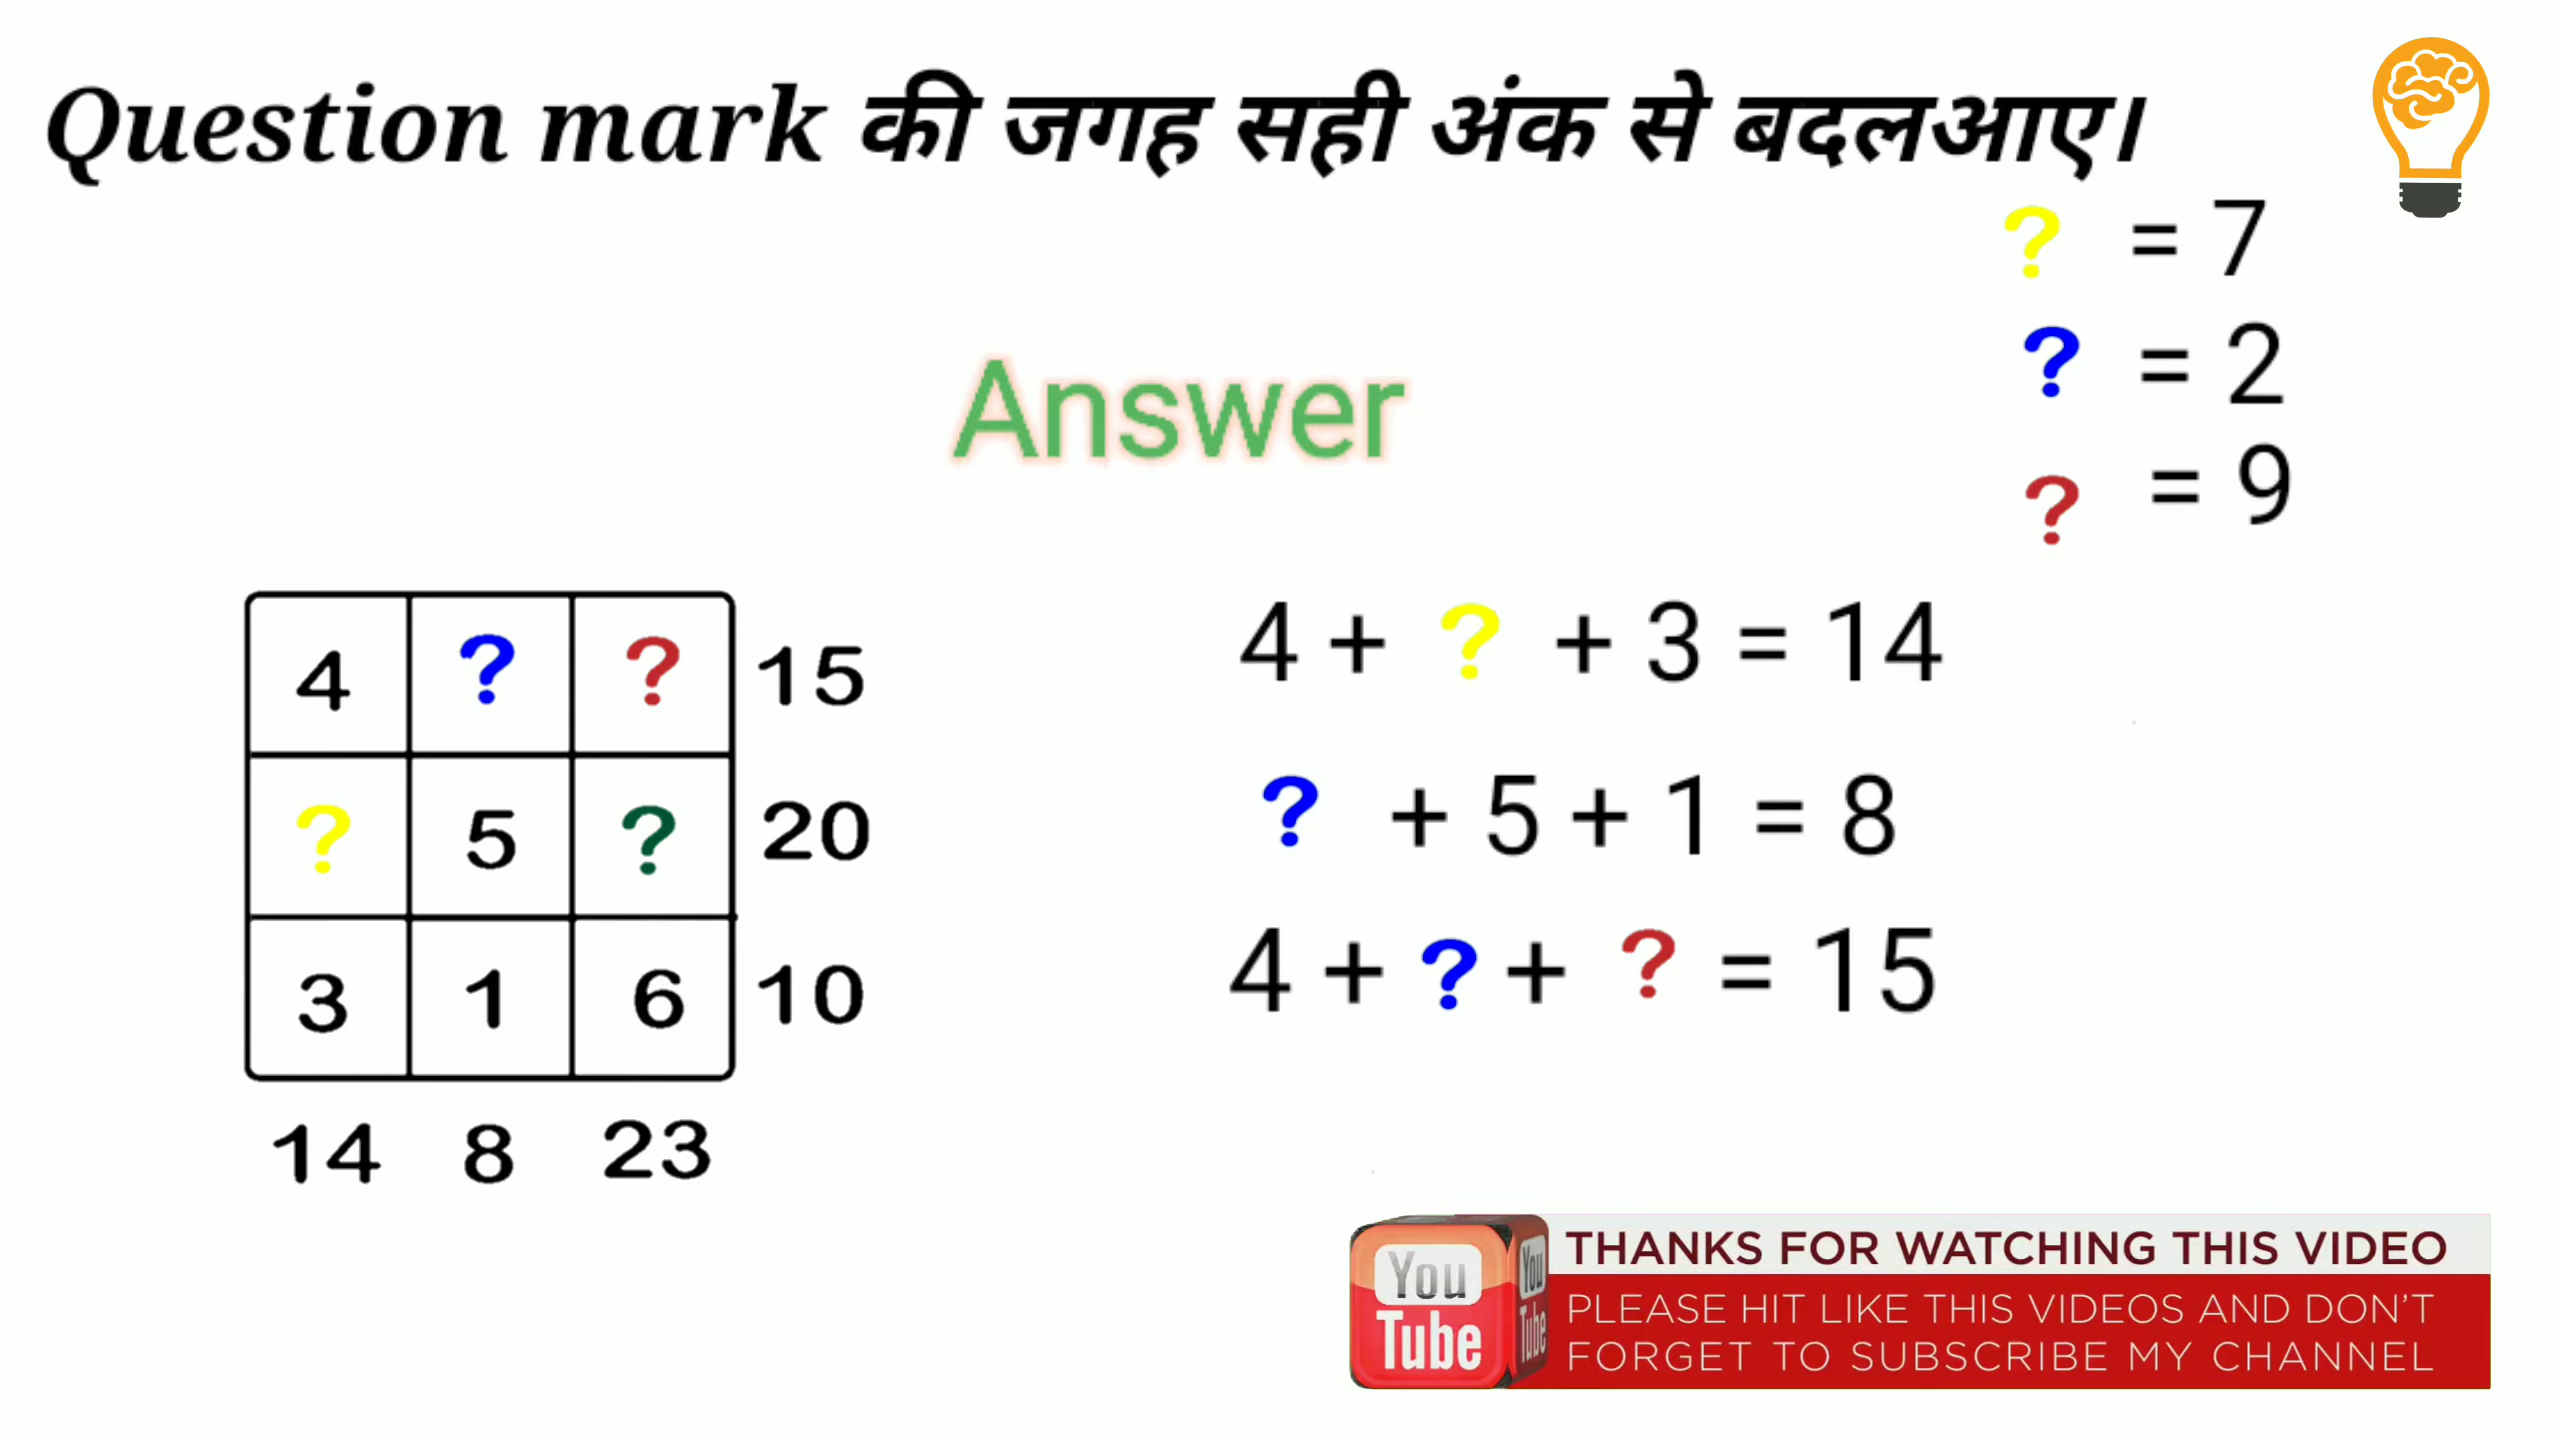 Question mark की जगह सही अंक से बदलआए।
? = 7
? = 2
? = 9
Answer
4 ? ? 15
? 5 ? 20
3 1 6 10
14 8 23
4 + ? + 3 = 14
? + 5 + 1 = 8
4 + ? + ? = 15
You Tube
You Tube
THANKS FOR WATCHING THIS VIDEO
PLEASE HIT LIKE THIS VIDEOS AND DON'T
FORGET TO SUBSCRIBE MY CHANNEL